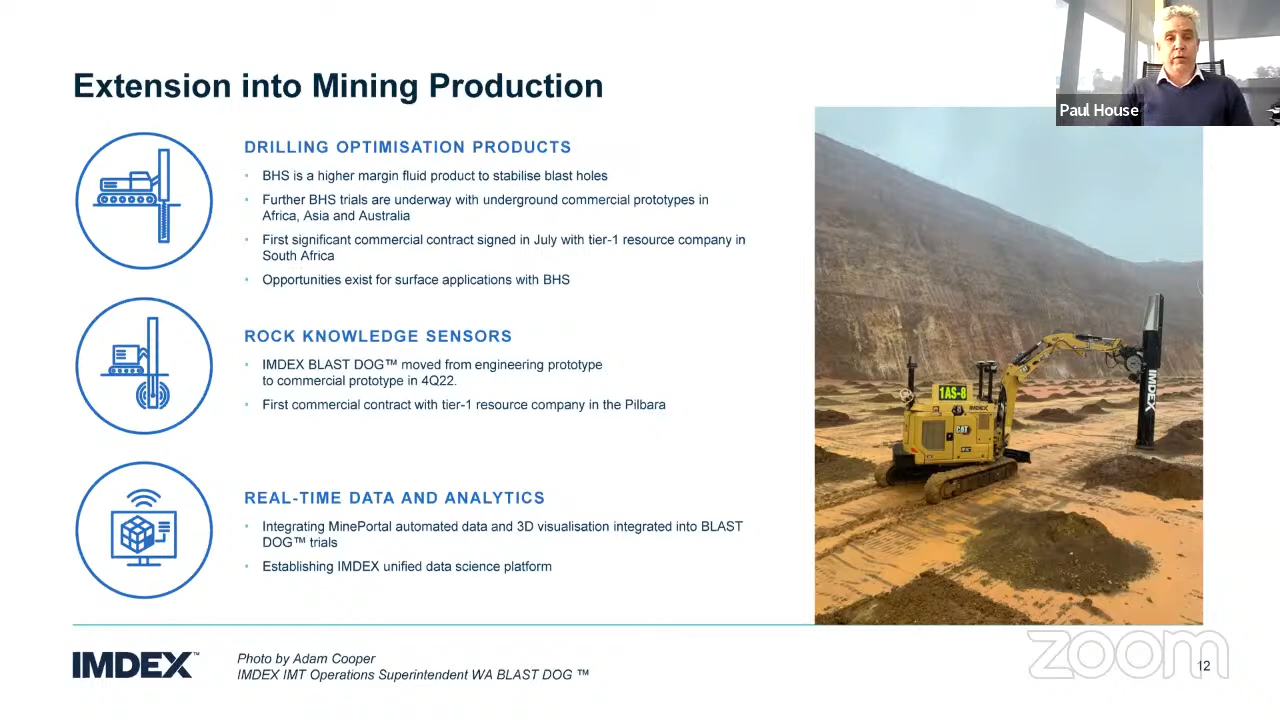 Paul House
Extension into Mining Production
DRILLING OPTIMISATION PRODUCTS
• BHS is a higher margin fluid product to stabilise blast holes
• Further BHS trials are underway with underground commercial prototypes in
Africa, Asia and Australia
• First significant commercial contract signed in July with tier-1 resource company in
South Africa
• Opportunities exist for surface applications with BHS
ROCK KNOWLEDGE SENSORS
• IMDEX BLAST DOG™ moved from engineering prototype
to commercial prototype in 4Q22.
• First commercial contract with tier-1 resource company in the Pilbara
REAL-TIME DATA AND ANALYTICS
• Integrating MinePortal automated data and 3D visualisation integrated into BLAST
DOG™ trials
• Establishing IMDEX unified data science platform
1AS-8
IMDEX
CAT
IMDEX
IMDEX™
Photo by Adam Cooper
IMDEX IMT Operations Superintendent WA BLAST DOG ™
zoom
12